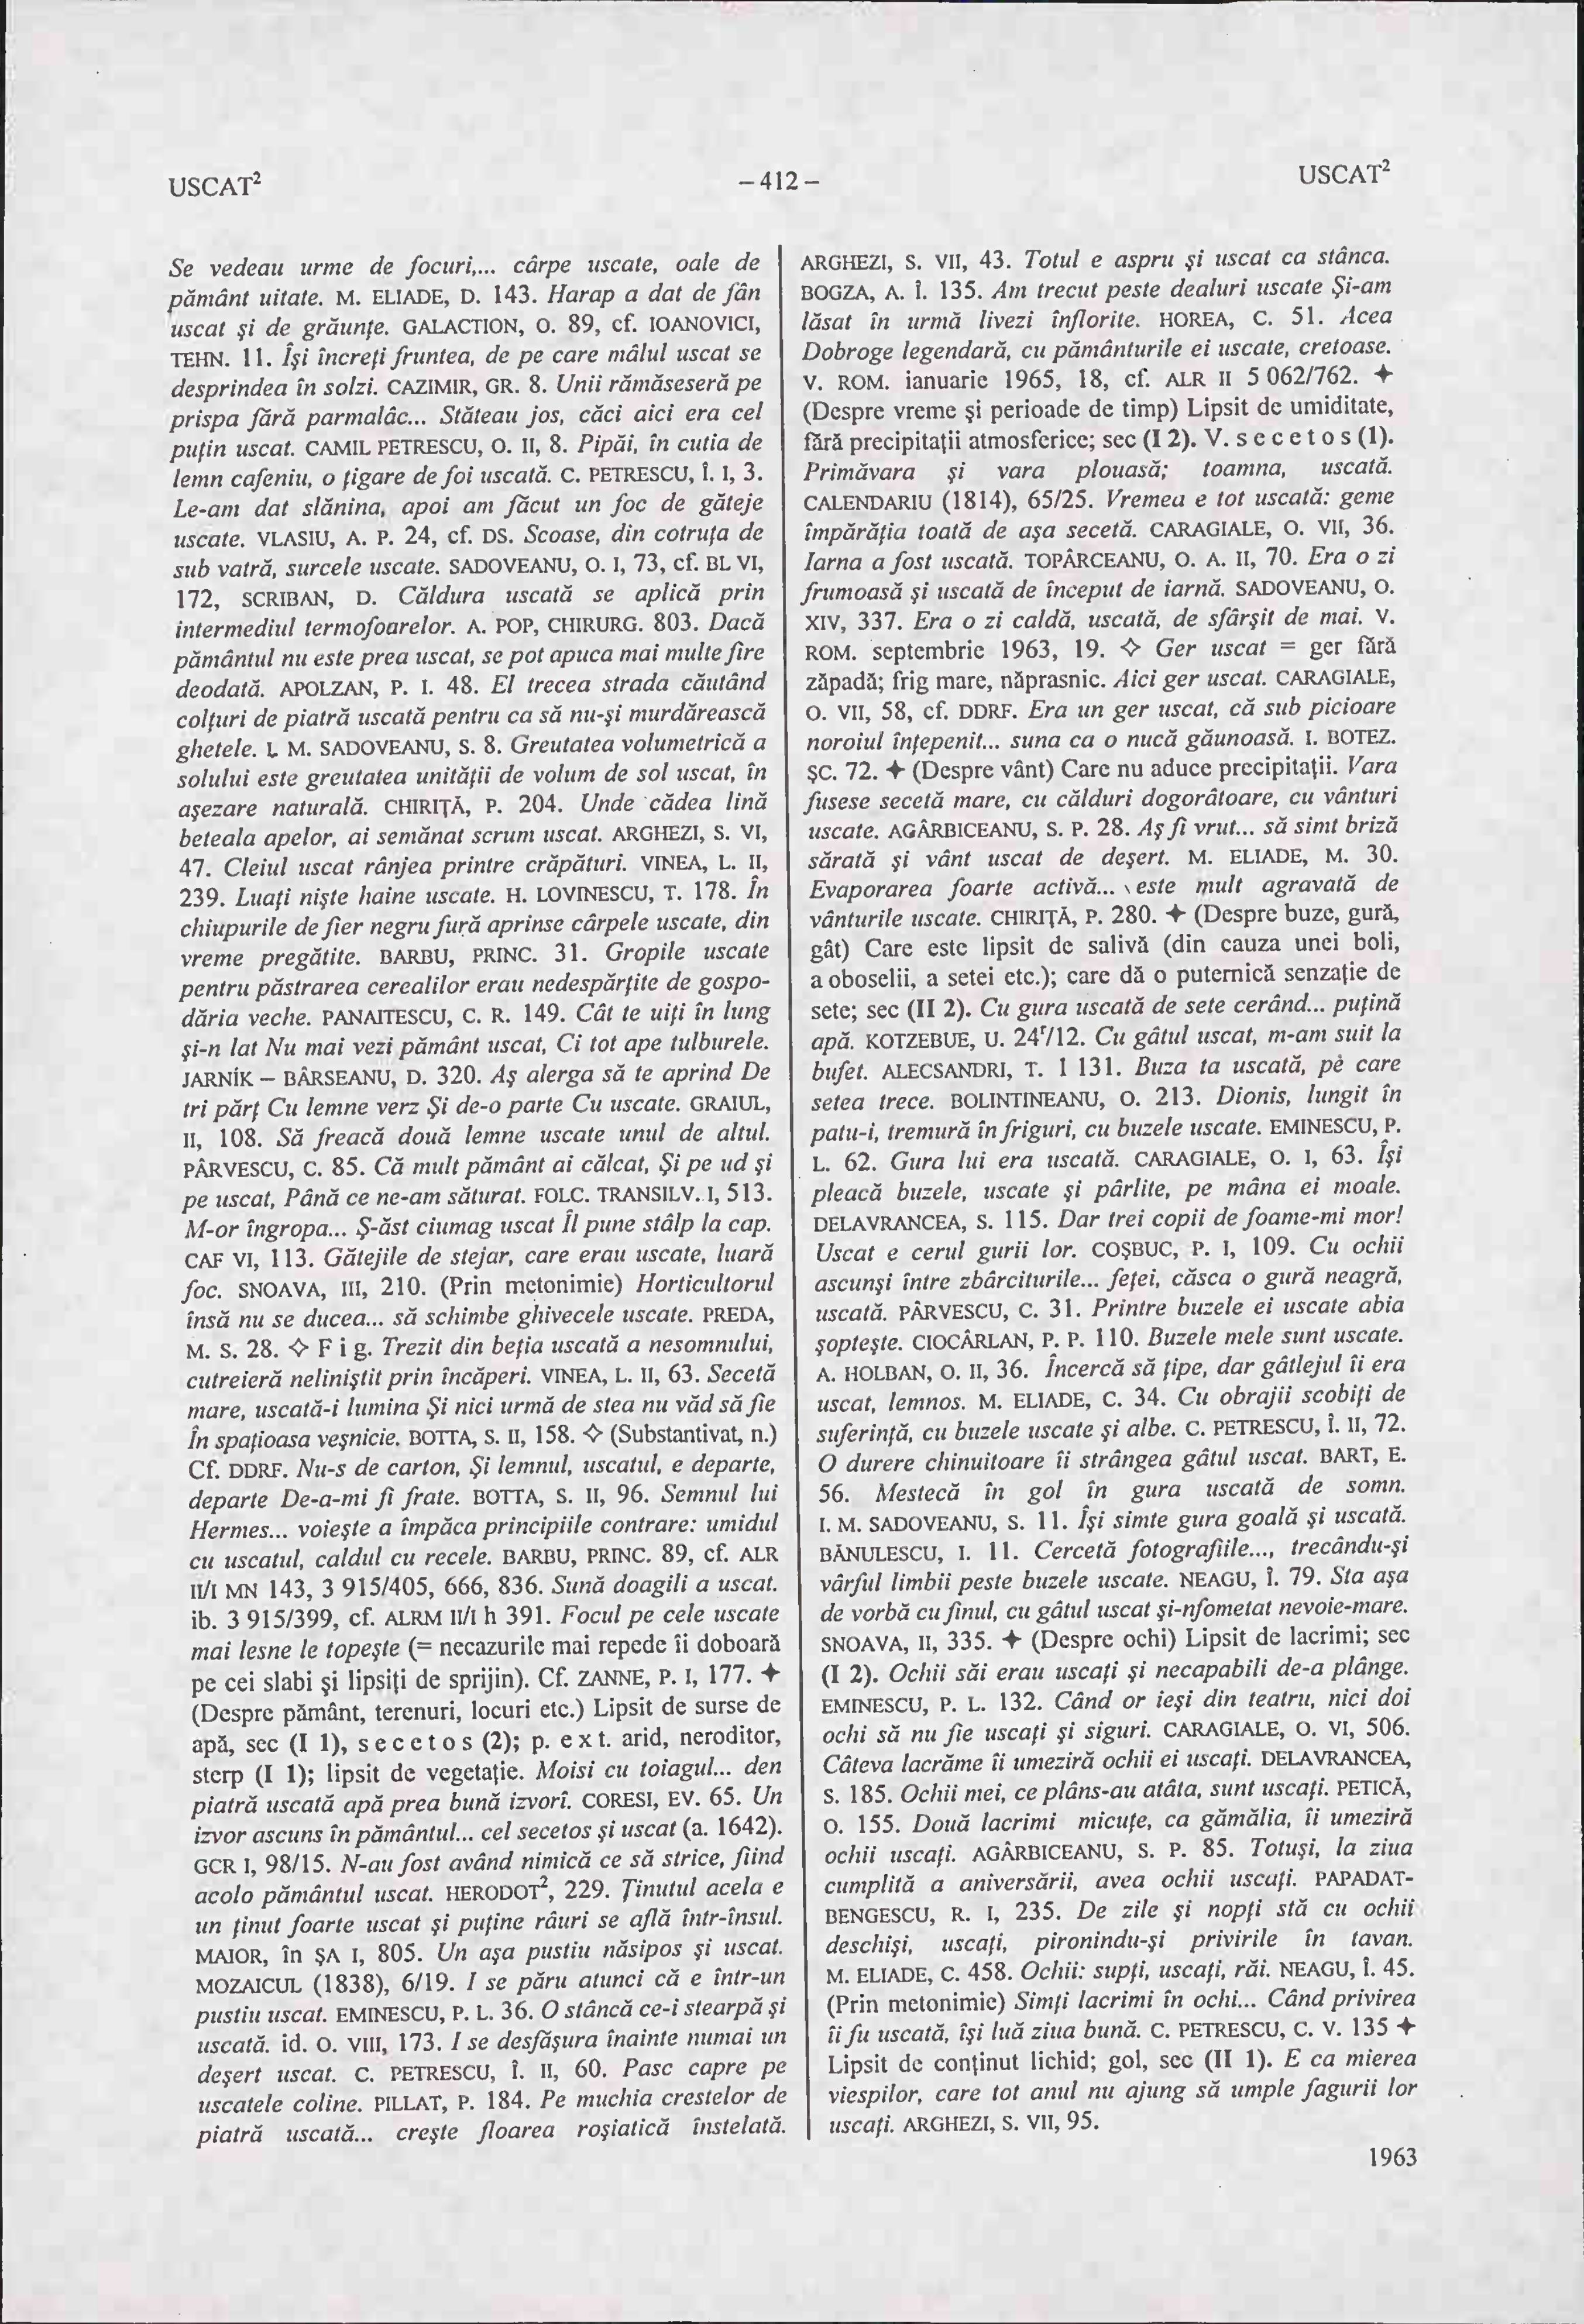 USCAT²
– 412 –
USCAT²
Se vedeau urme de focuri,... cârpe uscate, oale de
pământ uitate. M. ELIADE, D. 143. Harap a dat de fân
uscat şi de grăunţe. GALACTION, O. 89, cf. IOANOVICI,
TEHN. 11. Îşi încreţi fruntea, de pe care mâlul uscat se
desprindea în solzi. CAZIMIR, GR. 8. Unii rămăseseră pe
prispa fără parmalâc... Stăteau jos, căci aici era cel
puţin uscat. CAMIL PETRESCU, O. II, 8. Pipăi, în cutia de
lemn cafeniu, o ţigare de foi uscată. C. PETRESCU, Î. I, 3.
Le-am dat slănina, apoi am făcut un foc de găteje
uscate. VLASIU, A. P. 24, cf. DS. Scoase, din cotruţa de
sub vatră, surcele uscate. SADOVEANU, O. I, 73, cf. BL VI,
172, SCRIBAN, D. Căldura uscată se aplică prin
intermediul termofoarelor. A. POP, CHIRURG. 803. Dacă
pământul nu este prea uscat, se pot apuca mai multe fire
deodată. APOLZAN, P. I. 48. El trecea strada căutând
colţuri de piatră uscată pentru ca să nu-şi murdărească
ghetele. I. M. SADOVEANU, S. 8. Greutatea volumetrică a
solului este greutatea unităţii de volum de sol uscat, în
aşezare naturală. CHIRIŢĂ, P. 204. Unde cădea lină
beteala apelor, ai semănat scrum uscat. ARGHEZI, S. VI,
47. Cleiul uscat rânjea printre crăpături. VINEA, L. II,
239. Luaţi nişte haine uscate. H. LOVINESCU, T. 178. În
chiupurile de fier negru fură aprinse cârpele uscate, din
vreme pregătite. BARBU, PRINC. 31. Gropile uscate
pentru păstrarea cerealilor erau nedespărţite de gospo-
dăria veche. PANAITESCU, C. R. 149. Cât te uiţi în lung
şi-n lat Nu mai vezi pământ uscat, Ci tot ape tulburele.
JARNÍK – BÂRSEANU, D. 320. Aş alerga să te aprind De
tri părţ Cu lemne verz Şi de-o parte Cu uscate. GRAIUL,
II, 108. Să freacă două lemne uscate unul de altul.
PÂRVESCU, C. 85. Că mult pământ ai călcat, Şi pe ud şi
pe uscat, Până ce ne-am săturat. FOLC. TRANSILV. I, 513.
M-or îngropa... Ş-ăst ciumag uscat Îl pune stâlp la cap.
CAF VI, 113. Gătejile de stejar, care erau uscate, luară
foc. SNOAVA, III, 210. (Prin metonimie) Horticultorul
însă nu se ducea... să schimbe ghivecele uscate. PREDA,
M. S. 28. ◇ F i g. Trezit din beţia uscată a nesomnului,
cutreieră neliniştit prin încăperi. VINEA, L. II, 63. Secetă
mare, uscată-i lumina Şi nici urmă de stea nu văd să fie
În spaţioasa veşnicie. BOTTA, S. II, 158. ◇ (Substantivat, n.)
Cf. DDRF. Nu-s de carton, Şi lemnul, uscatul, e departe,
departe De-a-mi fi frate. BOTTA, S. II, 96. Semnul lui
Hermes... voieşte a împăca principiile contrare: umidul
cu uscatul, caldul cu recele. BARBU, PRINC. 89, cf. ALR
II/I MN 143, 3 915/405, 666, 836. Sună doagili a uscat.
ib. 3 915/399, cf. ALRM II/I h 391. Focul pe cele uscate
mai lesne le topeşte (= necazurile mai repede îi doboară
pe cei slabi şi lipsiţi de sprijin). Cf. ZANNE, P. I, 177. ✦
(Despre pământ, terenuri, locuri etc.) Lipsit de surse de
apă, sec (I 1), s e c e t o s (2); p. e x t. arid, neroditor,
sterp (I 1); lipsit de vegetaţie. Moisi cu toiagul... den
piatră uscată apă prea bună izvorî. CORESI, EV. 65. Un
izvor ascuns în pământul... cel secetos şi uscat (a. 1642).
GCR I, 98/15. N-au fost având nimică ce să strice, fiind
acolo pământul uscat. HERODOT², 229. Ţinutul acela e
un ţinut foarte uscat şi puţine râuri se află într-însul.
MAIOR, în ŞA I, 805. Un aşa pustiu năsipos şi uscat.
MOZAICUL (1838), 6/19. I se păru atunci că e într-un
pustiu uscat. EMINESCU, P. L. 36. O stâncă ce-i stearpă şi
uscată. id. O. VIII, 173. I se desfăşura înainte numai un
deşert uscat. C. PETRESCU, Î. II, 60. Pasc capre pe
uscatele coline. PILLAT, P. 184. Pe muchia crestelor de
piatră uscată... creşte floarea roşiatică înstelată.
ARGHEZI, S. VII, 43. Totul e aspru şi uscat ca stânca.
BOGZA, A. Î. 135. Am trecut peste dealuri uscate Şi-am
lăsat în urmă livezi înflorite. HOREA, C. 51. Acea
Dobroge legendară, cu pământurile ei uscate, cretoase.
V. ROM. ianuarie 1965, 18, cf. ALR II 5 062/762. ✦
(Despre vreme şi perioade de timp) Lipsit de umiditate,
fără precipitaţii atmosferice; sec (I 2). V. s e c e t o s (1).
Primăvara şi vara plouasă; toamna, uscată.
CALENDARIU (1814), 65/25. Vremea e tot uscată: geme
împărăţia toată de aşa secetă. CARAGIALE, O. VII, 36.
Iarna a fost uscată. TOPÂRCEANU, O. A. II, 70. Era o zi
frumoasă şi uscată de început de iarnă. SADOVEANU, O.
XIV, 337. Era o zi caldă, uscată, de sfârşit de mai. V.
ROM. septembrie 1963, 19. ◇ Ger uscat = ger fără
zăpadă; frig mare, năprasnic. Aici ger uscat. CARAGIALE,
O. VII, 58, cf. DDRF. Era un ger uscat, că sub picioare
noroiul înţepenit... suna ca o nucă găunoasă. I. BOTEZ.
ŞC. 72. ✦ (Despre vânt) Care nu aduce precipitaţii. Vara
fusese secetă mare, cu călduri dogorâtoare, cu vânturi
uscate. AGÂRBICEANU, S. P. 28. Aş fi vrut... să simt briză
sărată şi vânt uscat de deşert. M. ELIADE, M. 30.
Evaporarea foarte activă... este mult agravată de
vânturile uscate. CHIRIŢĂ, P. 280. ✦ (Despre buze, gură,
gât) Care este lipsit de salivă (din cauza unei boli,
a oboselii, a setei etc.); care dă o puternică senzaţie de
sete; sec (II 2). Cu gura uscată de sete cerând... puţină
apă. KOTZEBUE, U. 24ʳ/12. Cu gâtul uscat, m-am suit la
bufet. ALECSANDRI, T. I 131. Buza ta uscată, pe care
setea trece. BOLINTINEANU, O. 213. Dionis, lungit în
patu-i, tremură în friguri, cu buzele uscate. EMINESCU, P.
L. 62. Gura lui era uscată. CARAGIALE, O. I, 63. Îşi
pleacă buzele, uscate şi pârlite, pe mâna ei moale.
DELAVRANCEA, S. 115. Dar trei copii de foame-mi mor!
Uscat e cerul gurii lor. COŞBUC, P. I, 109. Cu ochii
ascunşi între zbârciturile... feţei, căsca o gură neagră,
uscată. PÂRVESCU, C. 31. Printre buzele ei uscate abia
şopteşte. CIOCÂRLAN, P. P. 110. Buzele mele sunt uscate.
A. HOLBAN, O. II, 36. Încercă să ţipe, dar gâtlejul îi era
uscat, lemnos. M. ELIADE, C. 34. Cu obrajii scobiţi de
suferinţă, cu buzele uscate şi albe. C. PETRESCU, Î. II, 72.
O durere chinuitoare îi strângea gâtul uscat. BART, E.
56. Mestecă în gol în gura uscată de somn.
I. M. SADOVEANU, S. 11. Îşi simte gura goală şi uscată.
BĂNULESCU, I. 11. Cercetă fotografiile..., trecându-şi
vârful limbii peste buzele uscate. NEAGU, Î. 79. Sta aşa
de vorbă cu finul, cu gâtul uscat şi-nfometat nevoie-mare.
SNOAVA, II, 335. ✦ (Despre ochi) Lipsit de lacrimi; sec
(I 2). Ochii săi erau uscaţi şi necapabili de-a plânge.
EMINESCU, P. L. 132. Când or ieşi din teatru, nici doi
ochi să nu fie uscaţi şi siguri. CARAGIALE, O. VI, 506.
Câteva lacrăme îi umeziră ochii ei uscaţi. DELAVRANCEA,
S. 185. Ochii mei, ce plâns-au atâta, sunt uscaţi. PETICĂ,
O. 155. Două lacrimi micuţe, ca gămălia, îi umeziră
ochii uscaţi. AGÂRBICEANU, S. P. 85. Totuşi, la ziua
cumplită a aniversării, avea ochii uscaţi. PAPADAT-
BENGESCU, R. I, 235. De zile şi nopţi stă cu ochii
deschişi, uscaţi, pironindu-şi privirile în tavan.
M. ELIADE, C. 458. Ochii: supţi, uscaţi, răi. NEAGU, Î. 45.
(Prin metonimie) Simţi lacrimi în ochi... Când privirea
îi fu uscată, îşi luă ziua bună. C. PETRESCU, C. V. 135 ✦
Lipsit de conţinut lichid; gol, sec (II 1). E ca mierea
viespilor, care tot anul nu ajung să umple fagurii lor
uscaţi. ARGHEZI, S. VII, 95.
1963